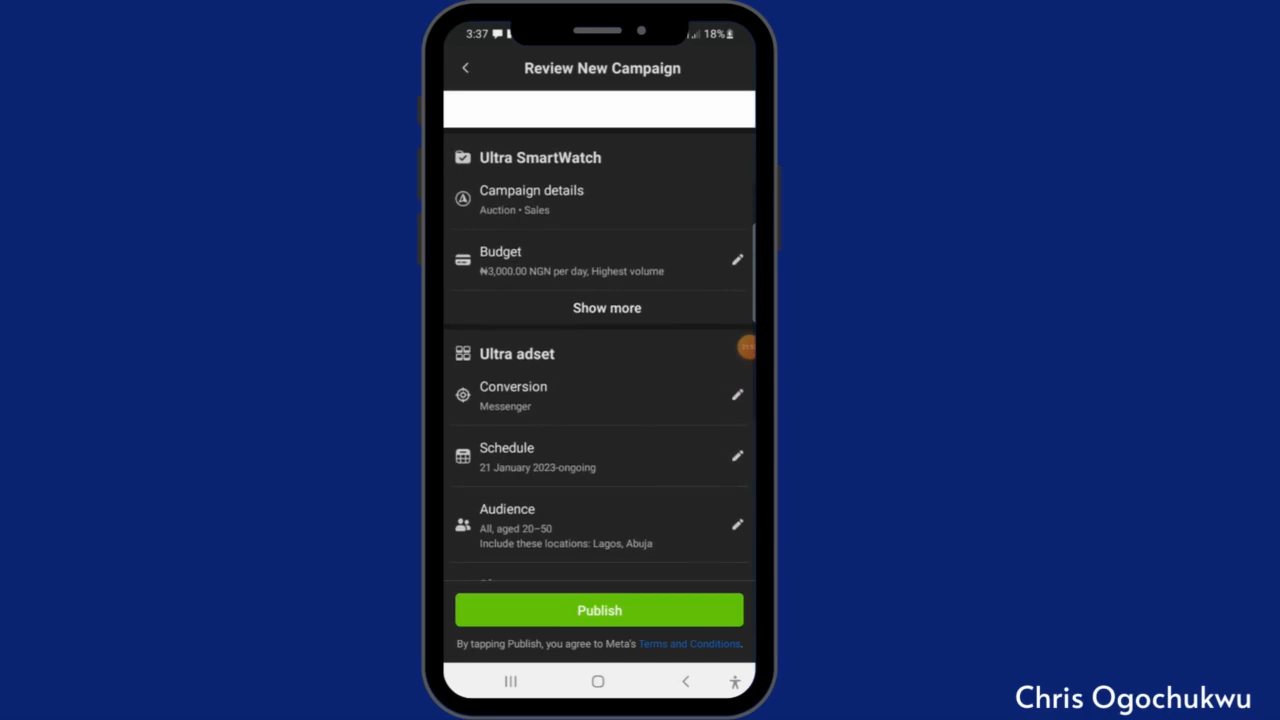 3:37
18%
Review New Campaign
Ultra SmartWatch
Campaign details
Auction • Sales
Budget
₦3,000.00 NGN per day, Highest volume
Show more
Ultra adset
Conversion
Messenger
Schedule
21 January 2023-ongoing
Audience
All, aged 20–50
Include these locations: Lagos, Abuja
Publish
By tapping Publish, you agree to Meta's Terms and Conditions.
Chris Ogochukwu